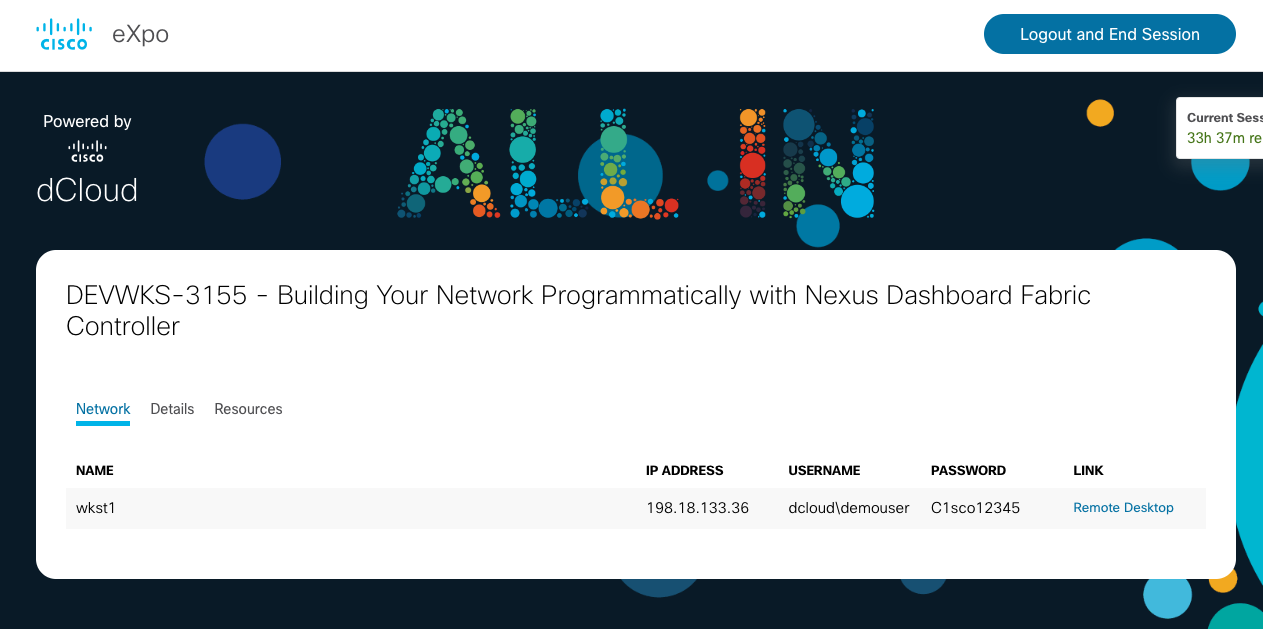 CISCO
eXpo
Logout and End Session
Powered by
CISCO
dCloud
ALL IN
Current Sess
33h 37m re
DEVWKS-3155 - Building Your Network Programmatically with Nexus Dashboard Fabric
Controller
Network Details Resources
NAME IP ADDRESS USERNAME PASSWORD LINK
wkst1 198.18.133.36 dcloud\demouser C1sco12345 Remote Desktop